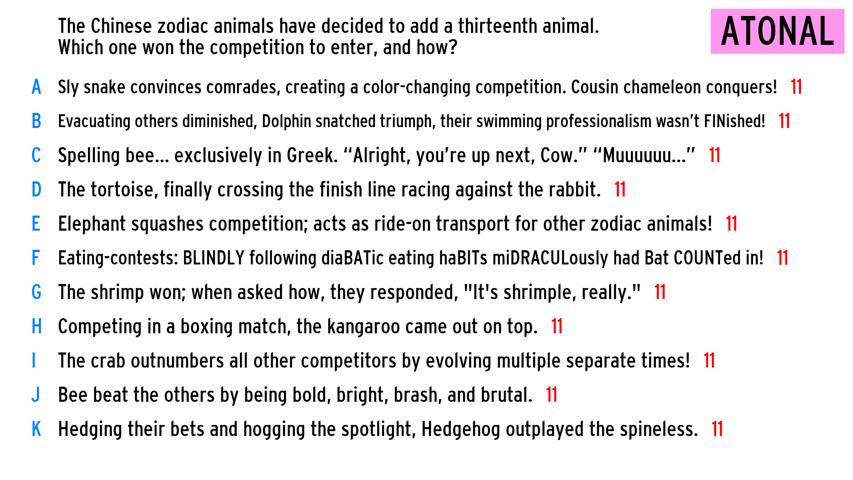 The Chinese zodiac animals have decided to add a thirteenth animal.
Which one won the competition to enter, and how?
ATONAL
A Sly snake convinces comrades, creating a color-changing competition. Cousin chameleon conquers! 11
B Evacuating others diminished, Dolphin snatched triumph, their swimming professionalism wasn't FINished! 11
C Spelling bee... exclusively in Greek. “Alright, you're up next, Cow.” “Muuuuuu...” 11
D The tortoise, finally crossing the finish line racing against the rabbit. 11
E Elephant squashes competition; acts as ride-on transport for other zodiac animals! 11
F Eating-contests: BLINDLY following diaBATic eating haBITs miDRACULously had Bat COUNTed in! 11
G The shrimp won; when asked how, they responded, "It's shrimple, really." 11
H Competing in a boxing match, the kangaroo came out on top. 11
I The crab outnumbers all other competitors by evolving multiple separate times! 11
J Bee beat the others by being bold, bright, brash, and brutal. 11
K Hedging their bets and hogging the spotlight, Hedgehog outplayed the spineless. 11